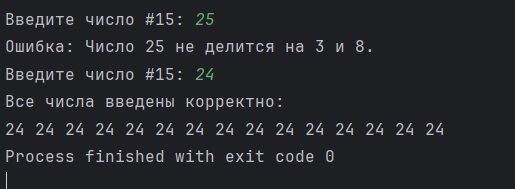 Введите число #15: 25
Ошибка: Число 25 не делится на 3 и 8.
Введите число #15: 24
Все числа введены корректно:
24 24 24 24 24 24 24 24 24 24 24 24 24 24 24
Process finished with exit code 0